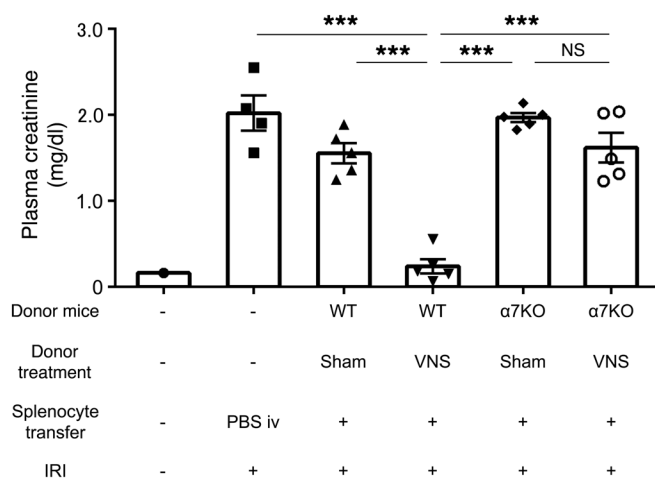 *** ***
3.0 *** *** NS
Plasma creatinine
(mg/dl)
2.0
1.0
0
Donor mice - - WT WT α7KO α7KO
Donor
treatment - - Sham VNS Sham VNS
Splenocyte
transfer - PBS iv + + + +
IRI - + + + + +